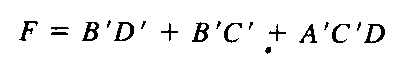 F = B'D' + B'C' + A'C'D